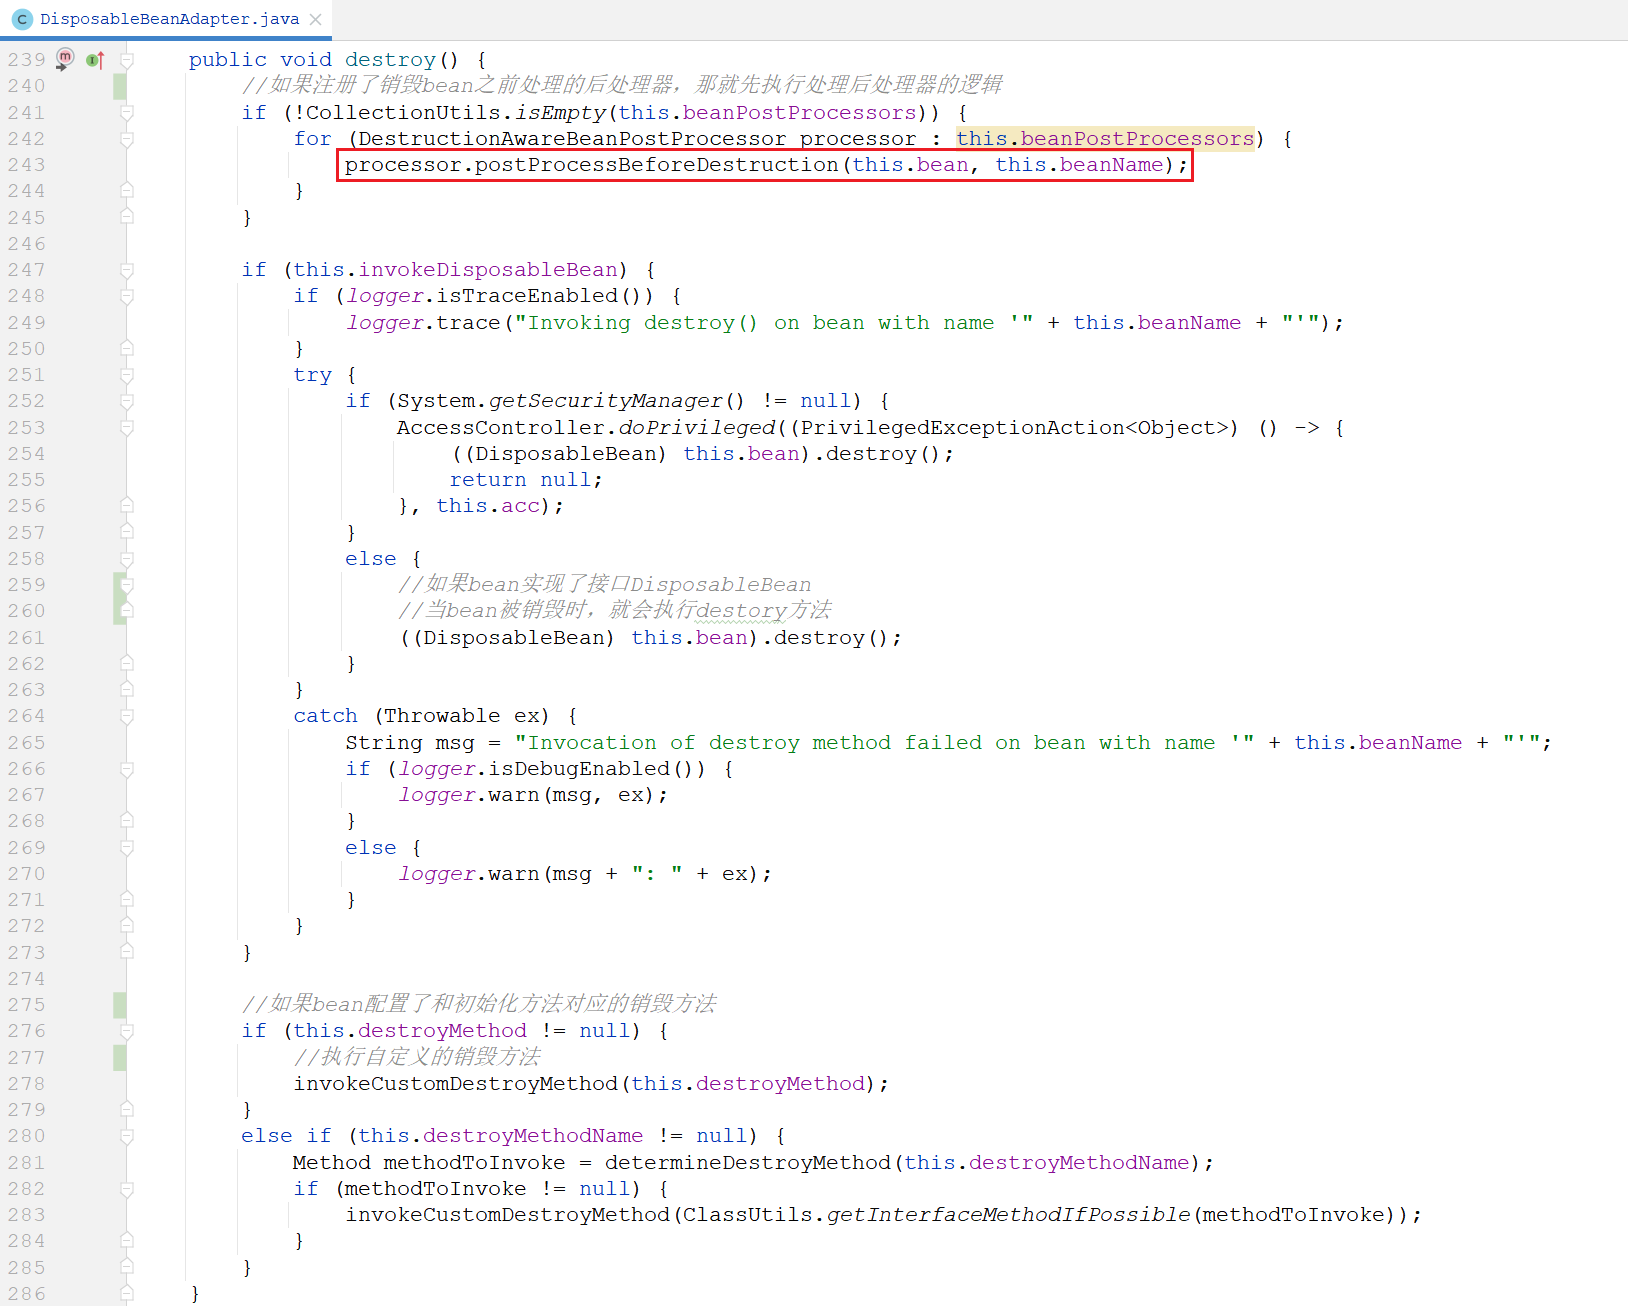 DisposableBeanAdapter.java
239 public void destroy() {
240 //如果注册了销毁bean之前处理的后处理器，那就先执行处理后处理器的逻辑
241 if (!CollectionUtils.isEmpty(this.beanPostProcessors)) {
242 for (DestructionAwareBeanPostProcessor processor : this.beanPostProcessors) {
243 processor.postProcessBeforeDestruction(this.bean, this.beanName);
244 }
245 }
246
247 if (this.invokeDisposableBean) {
248 if (logger.isTraceEnabled()) {
249 logger.trace("Invoking destroy() on bean with name '" + this.beanName + "'");
250 }
251 try {
252 if (System.getSecurityManager() != null) {
253 AccessController.doPrivileged((PrivilegedExceptionAction<Object>) () -> {
254 ((DisposableBean) this.bean).destroy();
255 return null;
256 }, this.acc);
257 }
258 else {
259 //如果bean实现了接口DisposableBean
260 //当bean被销毁时，就会执行destory方法
261 ((DisposableBean) this.bean).destroy();
262 }
263 }
264 catch (Throwable ex) {
265 String msg = "Invocation of destroy method failed on bean with name '" + this.beanName + "'";
266 if (logger.isDebugEnabled()) {
267 logger.warn(msg, ex);
268 }
269 else {
270 logger.warn(msg + ": " + ex);
271 }
272 }
273 }
274
275 //如果bean配置了和初始化方法对应的销毁方法
276 if (this.destroyMethod != null) {
277 //执行自定义的销毁方法
278 invokeCustomDestroyMethod(this.destroyMethod);
279 }
280 else if (this.destroyMethodName != null) {
281 Method methodToInvoke = determineDestroyMethod(this.destroyMethodName);
282 if (methodToInvoke != null) {
283 invokeCustomDestroyMethod(ClassUtils.getInterfaceMethodIfPossible(methodToInvoke));
284 }
285 }
286 }